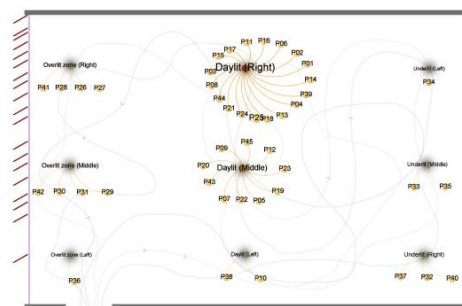 P11 P16 P06
P17 P02
P15
Overlit zone (Right) Daylit (Right) P01 Underlit (Left)
P03
P14
P41 P28 P26 P27 P08 P34
P44 P39
P21 P04
P24 P25 P18 P13
P45
P09 P12
Overlit zone (Middle) P20 Daylit (Middle) P23 Underlit (Middle)
P43
P42 P30 P31 P29 P19 P33 P35
P07 P22 P05
Overlit zone (Left) Daylit (Left) Underlit (Right)
P36 P38 P10 P37 P32 P40